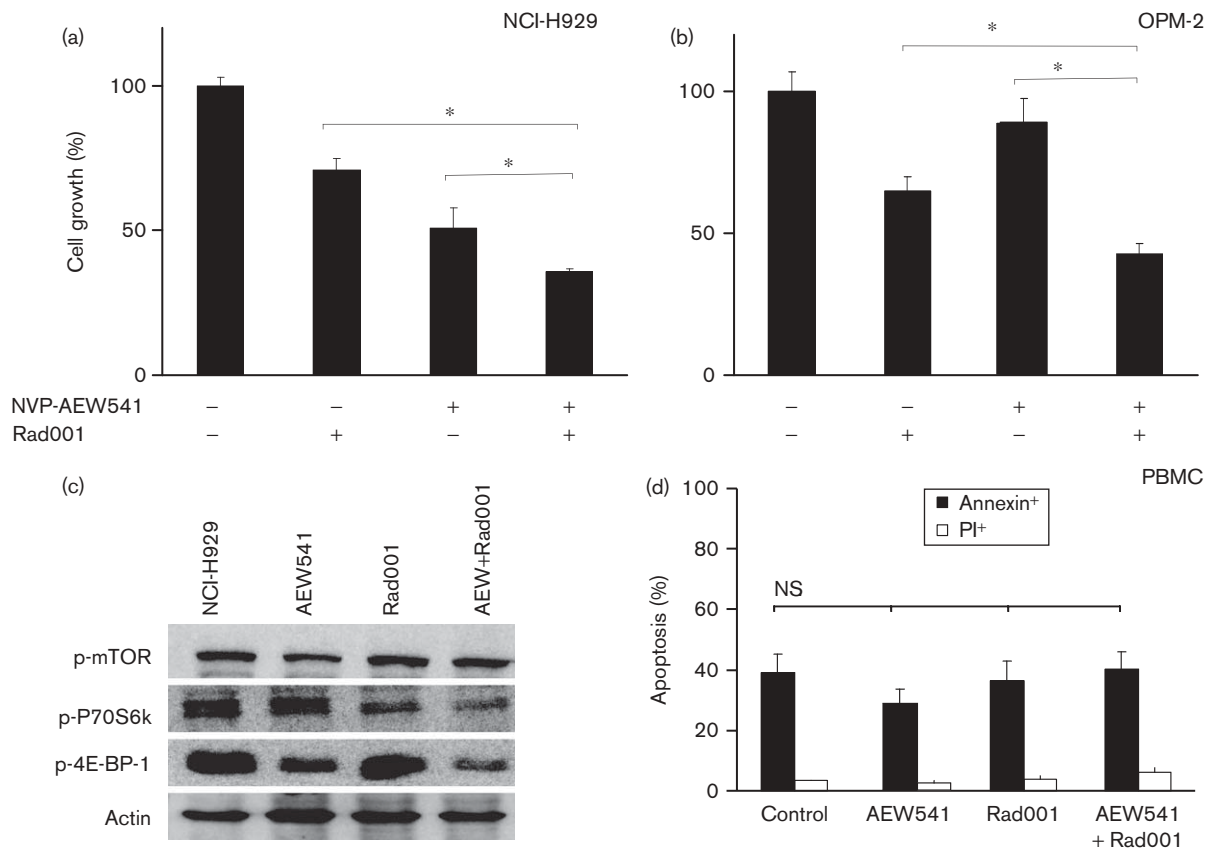 (a)
NCI-H929
Cell growth (%)
100
50
0
*
*
NVP-AEW541 − − + +
Rad001 − + − +
(b)
OPM-2
100
50
0
*
*
− − + +
− + − +
(c)
NCI-H929
AEW541
Rad001
AEW+Rad001
p-mTOR
p-P70S6k
p-4E-BP-1
Actin
(d)
PBMC
Apoptosis (%)
100
80
60
40
20
0
Annexin+
PI+
NS
Control
AEW541
Rad001
AEW541
+ Rad001